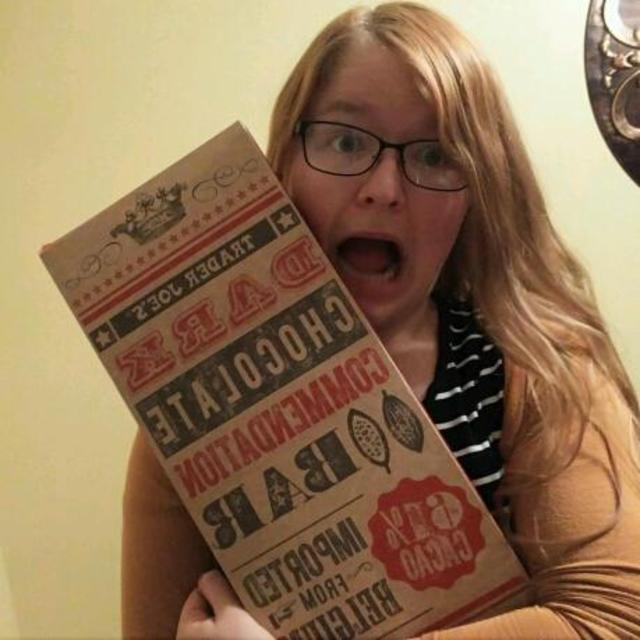 TRADER JOE'S
DARK
CHOCOLATE
COMMENDATION
BAR
61% CACAO
IMPORTED
FROM
BELGIUM